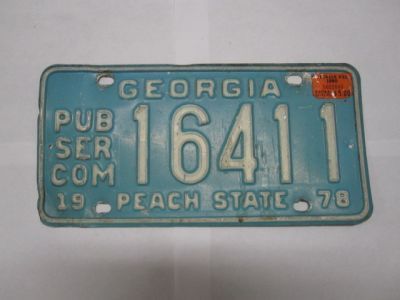 GEORGIA
PUB
SER
COM
16411
19 PEACH STATE 78